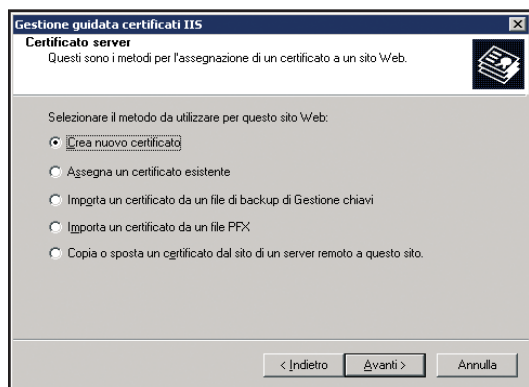 Gestione guidata certificati IIS
Certificato server
Questi sono i metodi per l'assegnazione di un certificato a un sito Web.
Selezionare il metodo da utilizzare per questo sito Web:
Crea nuovo certificato
Assegna un certificato esistente
Importa un certificato da un file di backup di Gestione chiavi
Importa un certificato da un file PFX
Copia o sposta un certificato dal sito di un server remoto a questo sito.
< Indietro
Avanti >
Annulla